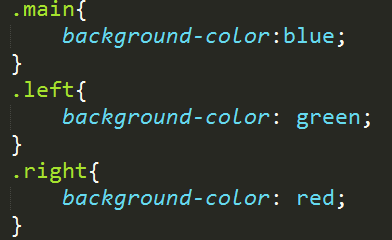 .main{
    background-color:blue;
}
.left{
    background-color: green;
}
.right{
    background-color: red;
}